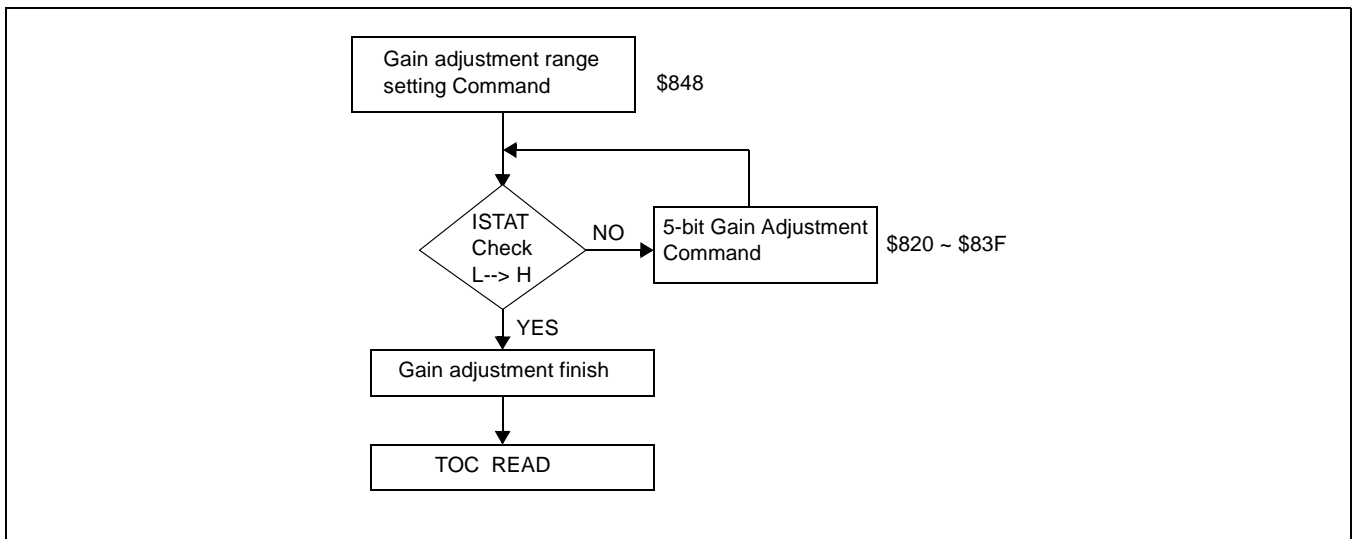 Gain adjustment range
setting Command
$848
ISTAT
Check
L--> H
NO
5-bit Gain Adjustment
Command
$820 ~ $83F
YES
Gain adjustment finish
TOC READ